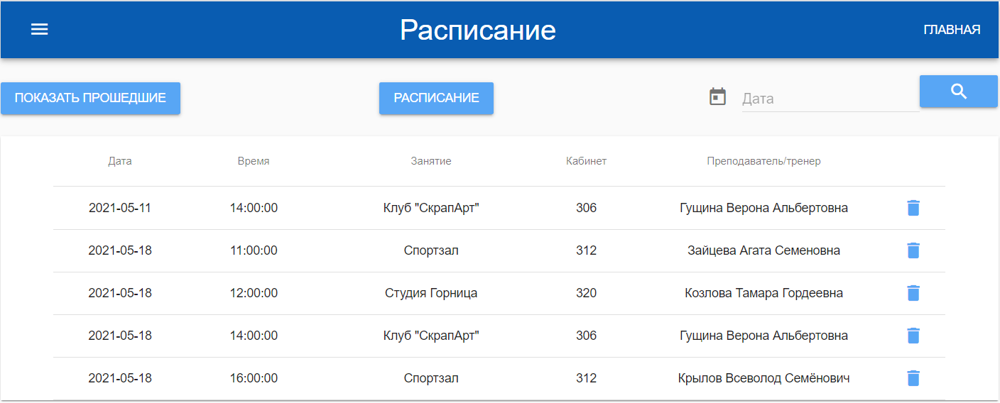 Расписание ГЛАВНАЯ
ПОКАЗАТЬ ПРОШЕДШИЕ РАСПИСАНИЕ Дата
Дата Время Занятие Кабинет Преподаватель/тренер
2021-05-11 14:00:00 Клуб "СкрапАрт" 306 Гущина Верона Альбертовна
2021-05-18 11:00:00 Спортзал 312 Зайцева Агата Семеновна
2021-05-18 12:00:00 Студия Горница 320 Козлова Тамара Гордеевна
2021-05-18 14:00:00 Клуб "СкрапАрт" 306 Гущина Верона Альбертовна
2021-05-18 16:00:00 Спортзал 312 Крылов Всеволод Семёнович